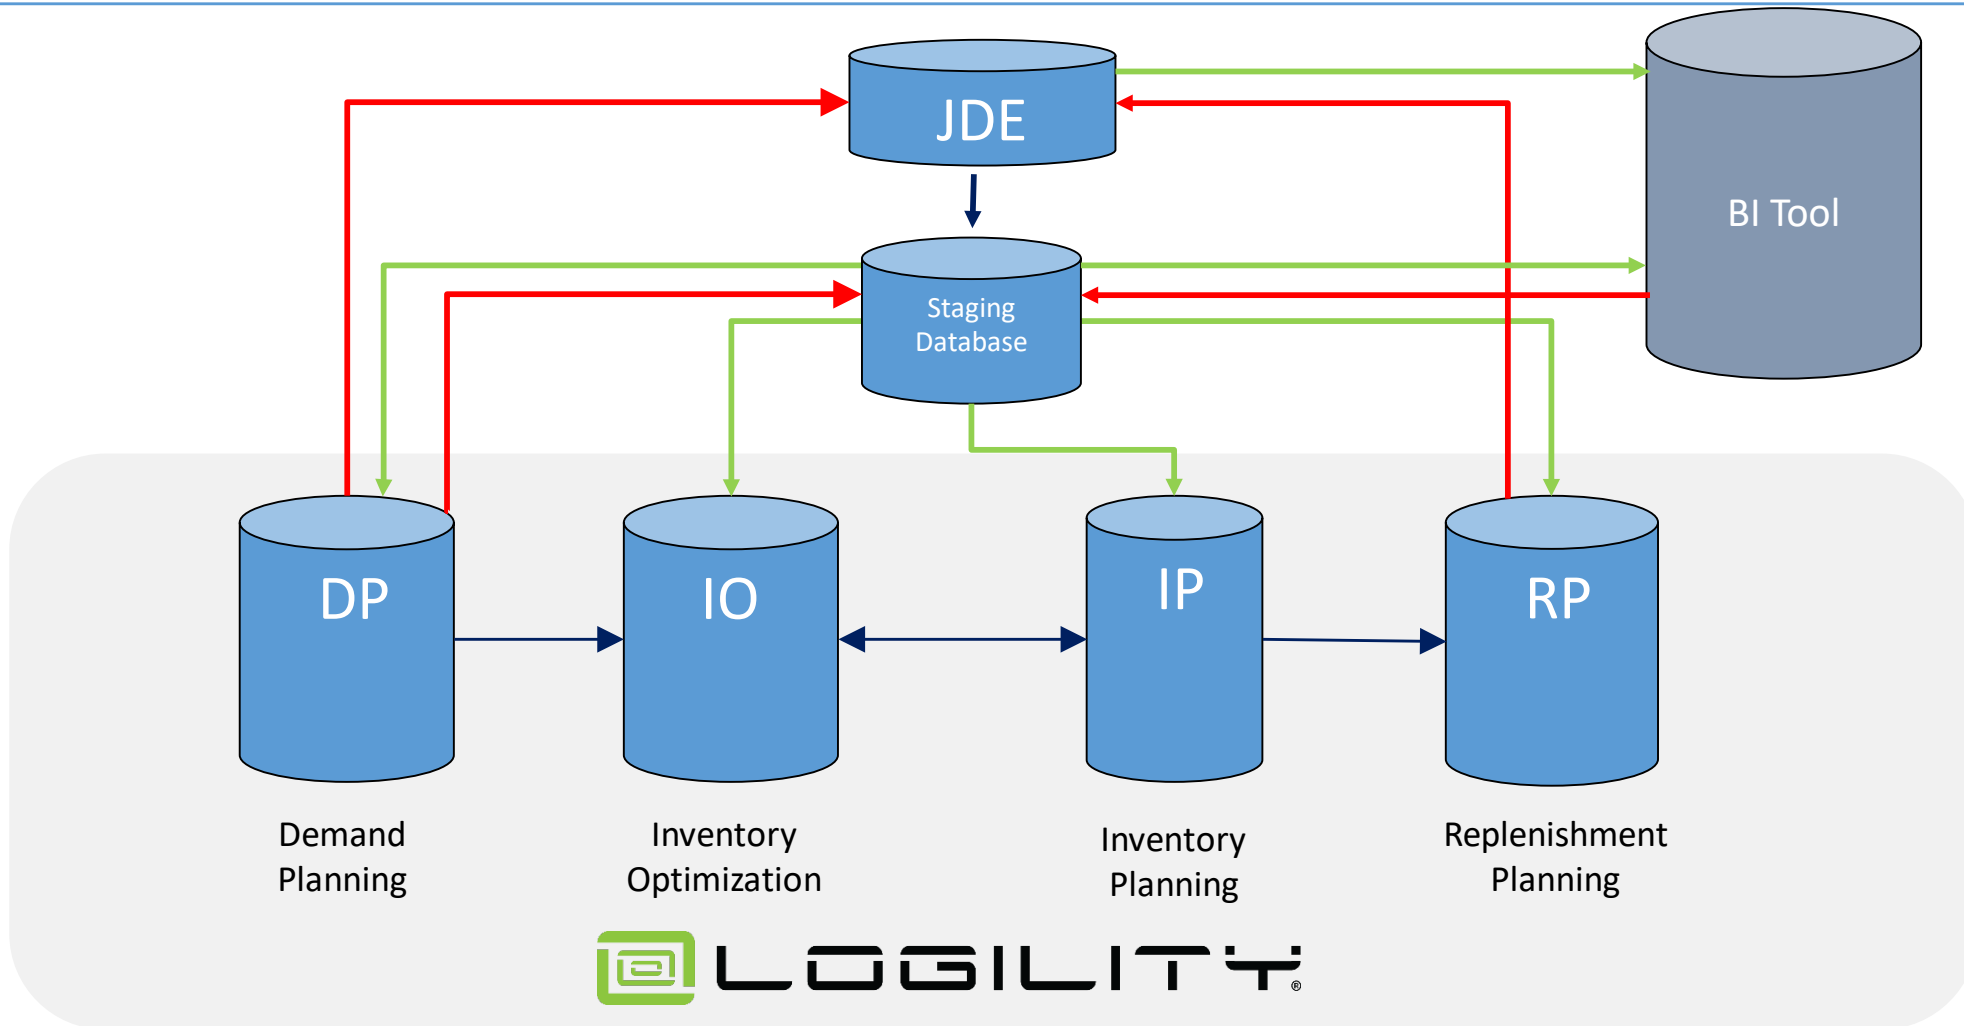 JDE
BI Tool
Staging
Database
DP
IO
IP
RP
Demand
Planning
Inventory
Optimization
Inventory
Planning
Replenishment
Planning
LOGILITY®